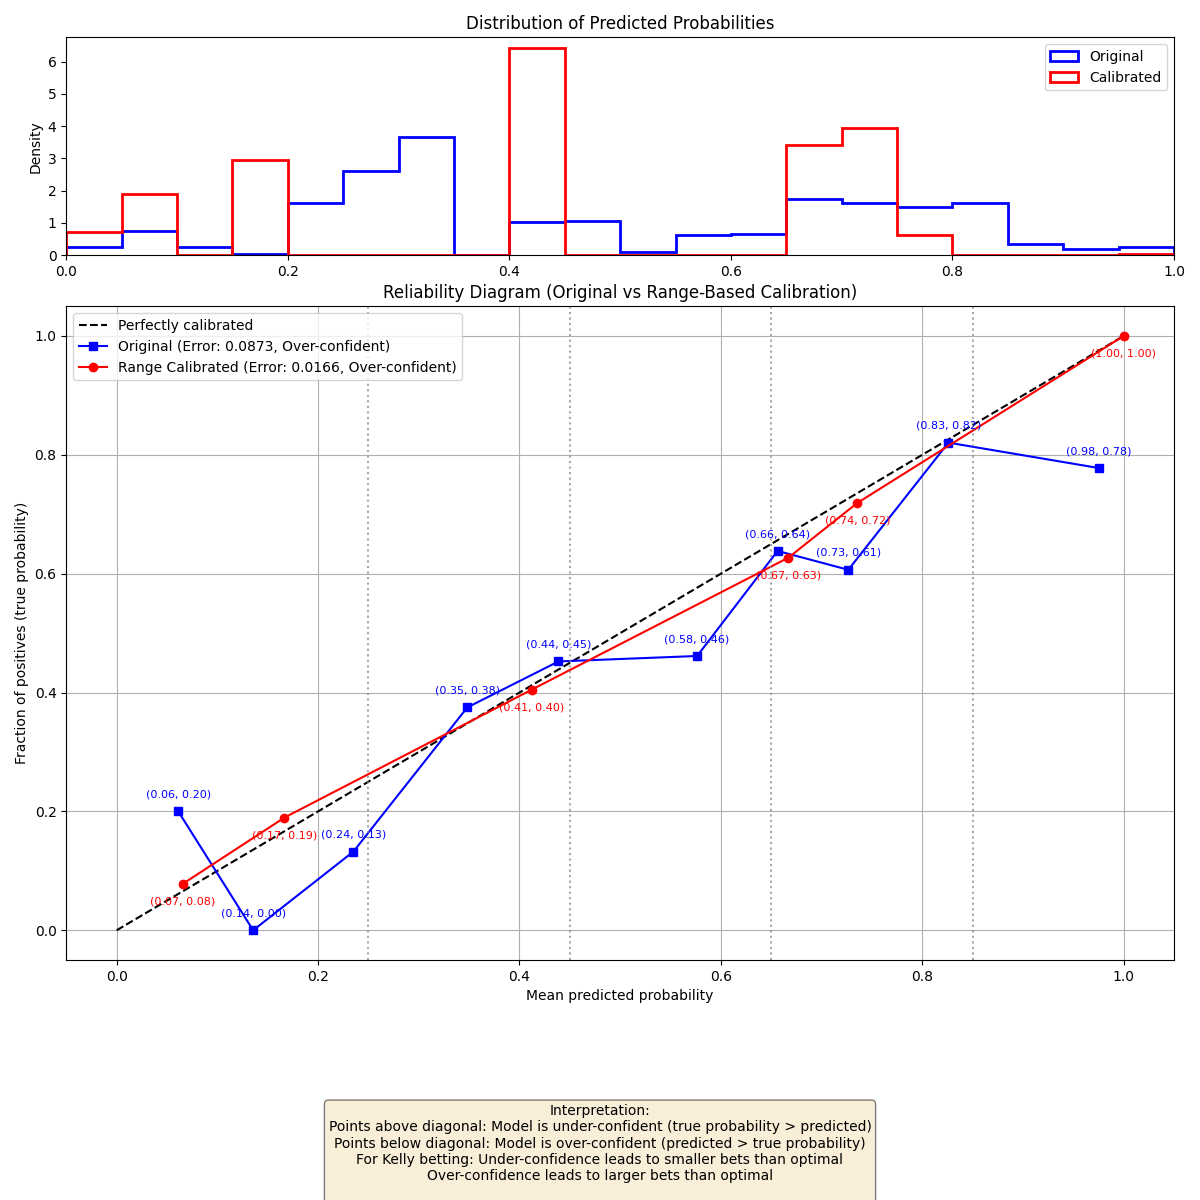 Distribution of Predicted Probabilities
Density
6
5
4
3
2
1
0
Original
Calibrated
0.0
0.2
0.4
0.6
0.8
1.0
Reliability Diagram (Original vs Range-Based Calibration)
Perfectly calibrated
Original (Error: 0.0873, Over-confident)
Range Calibrated (Error: 0.0166, Over-confident)
Fraction of positives (true probability)
1.0
0.8
0.6
0.4
0.2
0.0
(1.00, 1.00)
(0.83, 0.82)
(0.98, 0.78)
(0.74, 0.72)
(0.66, 0.64)
(0.73, 0.61)
(0.67, 0.63)
(0.44, 0.45)
(0.58, 0.46)
(0.35, 0.38)
(0.41, 0.40)
(0.06, 0.20)
(0.17, 0.19)
(0.24, 0.13)
(0.07, 0.08)
(0.14, 0.00)
0.0
0.2
0.4
0.6
0.8
1.0
Mean predicted probability
Interpretation:
Points above diagonal: Model is under-confident (true probability > predicted)
Points below diagonal: Model is over-confident (predicted > true probability)
For Kelly betting: Under-confidence leads to smaller bets than optimal
Over-confidence leads to larger bets than optimal